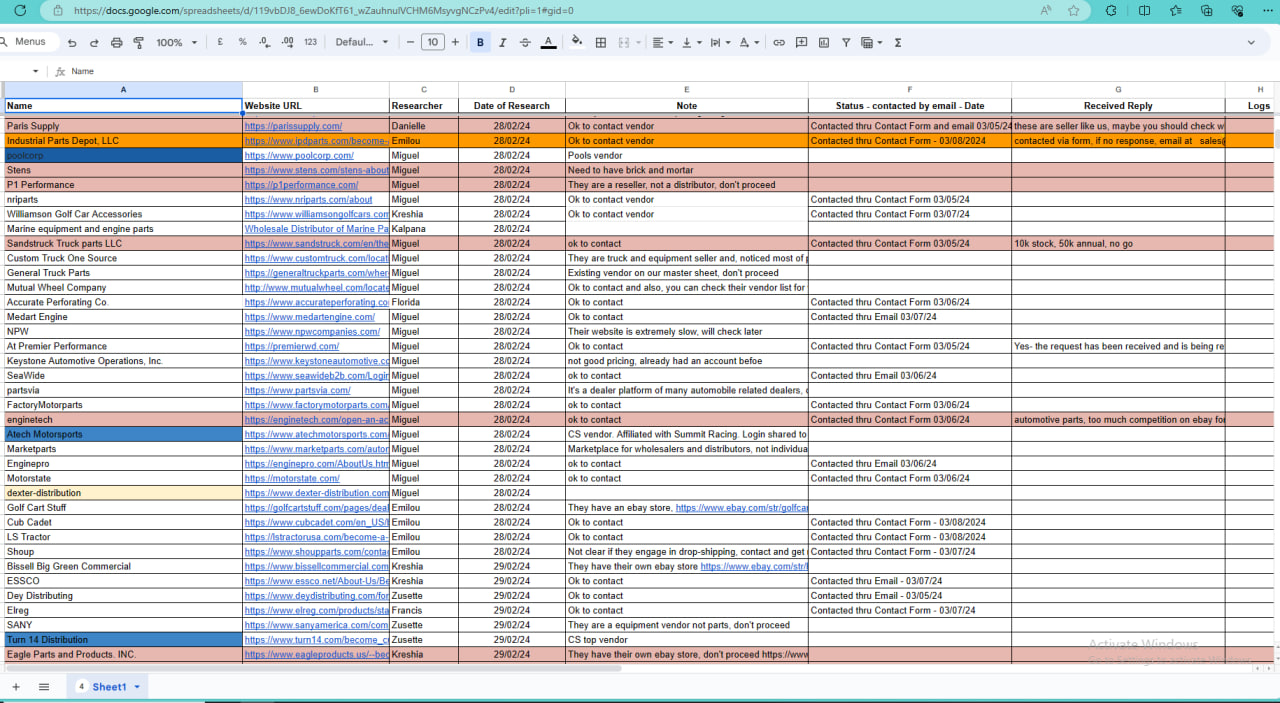 https://docs.google.com/spreadsheets/d/119vbDJ8_6ewDoKfT61_wZauhnulVCHM6MsyvgNCzPv4/edit?pli=1#gid=0
Menus 100% £ % .0 .00 123 Defaul... 10 B I A
fx Name
A B C D E F G H
Name Website URL Researcher Date of Research Note Status - contacted by email - Date Received Reply Logs
Paris Supply https://parissupply.com/ Danielle 28/02/24 Ok to contact vendor Contacted thru Contact Form and email 03/05/24 these are seller like us, maybe you should check w
Industrial Parts Depot, LLC https://www.ipdparts.com/become- Emilou 28/02/24 Ok to contact vendor Contacted thru Contact Form - 03/08/2024 contacted via form, if no response, email at sales@
poolcorp https://www.poolcorp.com/ Miguel 28/02/24 Pools vendor
Stens https://www.stens.com/stens-about Miguel 28/02/24 Need to have brick and mortar
P1 Performance https://p1performance.com/ Miguel 28/02/24 They are a reseller, not a distributor, don't proceed
nriparts https://www.nriparts.com/about Miguel 28/02/24 Ok to contact vendor Contacted thru Contact Form 03/05/24
Williamson Golf Car Accessories https://www.williamsongolfcars.com Kreshia 28/02/24 Ok to contact vendor Contacted thru Contact Form 03/07/24
Marine equipment and engine parts Wholesale Distributor of Marine Pa Kalpana 28/02/24
Sandstruck Truck parts LLC https://www.sandstruck.com/en/the Miguel 28/02/24 ok to contact Contacted thru Contact Form 03/05/24 10k stock, 50k annual, no go
Custom Truck One Source https://www.customtruck.com/locat Miguel 28/02/24 They are truck and equipment seller and, noticed most of p
General Truck Parts https://generaltruckparts.com/wher Miguel 28/02/24 Existing vendor on our master sheet, don't proceed
Mutual Wheel Company http://www.mutualwheel.com/locate Miguel 28/02/24 Ok to contact and also, you can check their vendor list for
Accurate Perforating Co. https://www.accurateperforating.co Florida 28/02/24 Ok to contact Contacted thru Contact Form 03/06/24
Medart Engine https://www.medartengine.com/ Miguel 28/02/24 Ok to contact Contacted thru Email 03/07/24
NPW https://www.npwcompanies.com/ Miguel 28/02/24 Their website is extremely slow, will check later
At Premier Performance https://premierwd.com/ Miguel 28/02/24 Ok to contact Contacted thru Contact Form 03/05/24 Yes- the request has been received and is being re
Keystone Automotive Operations, Inc. https://www.keystoneautomotive.cc Miguel 28/02/24 not good pricing, already had an account befoe
SeaWide https://www.seawideb2b.com/Login Miguel 28/02/24 ok to contact Contacted thru Email 03/06/24
partsvia https://www.partsvia.com/ Miguel 28/02/24 It's a dealer platform of many automobile related dealers, c
FactoryMotorparts https://www.factorymotorparts.com/ Miguel 28/02/24 ok to contact Contacted thru Contact Form 03/06/24
enginetech https://enginetech.com/open-an-ac Miguel 28/02/24 ok to contact Contacted thru Contact Form 03/06/24 automotive parts, too much competition on ebay for
Atech Motorsports https://www.atechmotorsports.com/ Miguel 28/02/24 CS vendor. Affiliated with Summit Racing. Login shared to
Marketparts https://www.marketparts.com/autor Miguel 28/02/24 Marketplace for wholesalers and distributors, not individua
Enginepro https://enginepro.com/AboutUs.htm Miguel 28/02/24 ok to contact Contacted thru Email 03/06/24
Motorstate https://motorstate.com/ Miguel 28/02/24 ok to contact Contacted thru Contact Form 03/06/24
dexter-distribution https://www.dexter-distribution.com Miguel 28/02/24
Golf Cart Stuff https://golfcartstuff.com/pages/deal Emilou 28/02/24 They have an ebay store, https://www.ebay.com/str/golfcar
Cub Cadet https://www.cubcadet.com/en_US/l Emilou 28/02/24 Ok to contact Contacted thru Contact Form - 03/08/2024
LS Tractor https://lstractorusa.com/become-a- Emilou 28/02/24 Ok to contact Contacted thru Contact Form - 03/08/2024
Shoup https://www.shoupparts.com/contac Emilou 28/02/24 Not clear if they engage in drop-shipping, contact and get Contacted thru Contact Form - 03/07/24
Bissell Big Green Commercial https://www.bissellcommercial.com Kreshia 29/02/24 They have their own ebay store https://www.ebay.com/str/
ESSCO https://www.essco.net/About-Us/Be Kreshia 29/02/24 Ok to contact Contacted thru Email - 03/07/24
Dey Distributing https://www.deydistributing.com/for Zusette 29/02/24 Ok to contact Contacted thru Email - 03/05/24
Elreg https://www.elreg.com/products/sta Francis 29/02/24 Ok to contact Contacted thru Contact Form - 03/07/24
SANY https://www.sanyamerica.com/com Zusette 29/02/24 They are a equipment vendor not parts, don't proceed
Turn 14 Distribution https://www.turn14.com/become_c Zusette 29/02/24 CS top vendor
Eagle Parts and Products. INC. https://www.eagleproducts.us/--bec Kreshia 29/02/24 They have their own ebay store, don't proceed https://www
Activate Windows
Go to Settings to activate Windows.
4 Sheet1